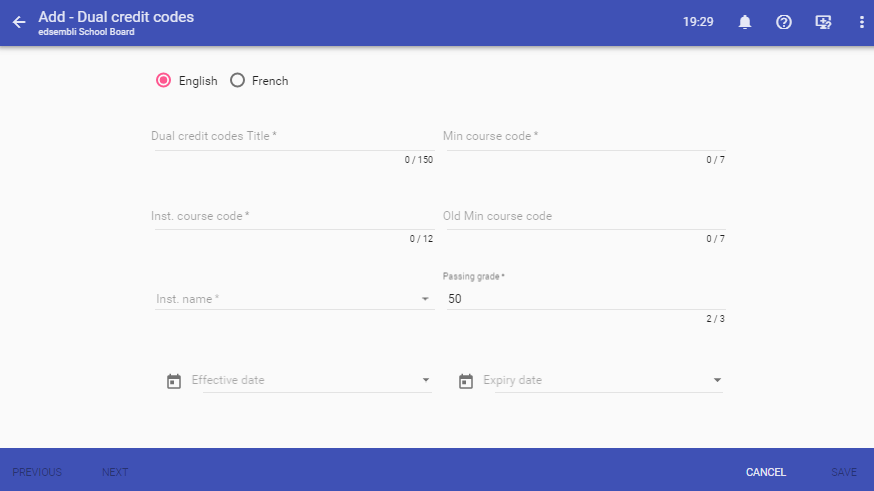 Add - Dual credit codes
edsembli School Board
19:29
English
French
Dual credit codes Title *
0 / 150
Min course code *
0 / 7
Inst. course code *
0 / 12
Old Min course code
0 / 7
Inst. name *
Passing grade *
50
2 / 3
Effective date
Expiry date
PREVIOUS
NEXT
CANCEL
SAVE